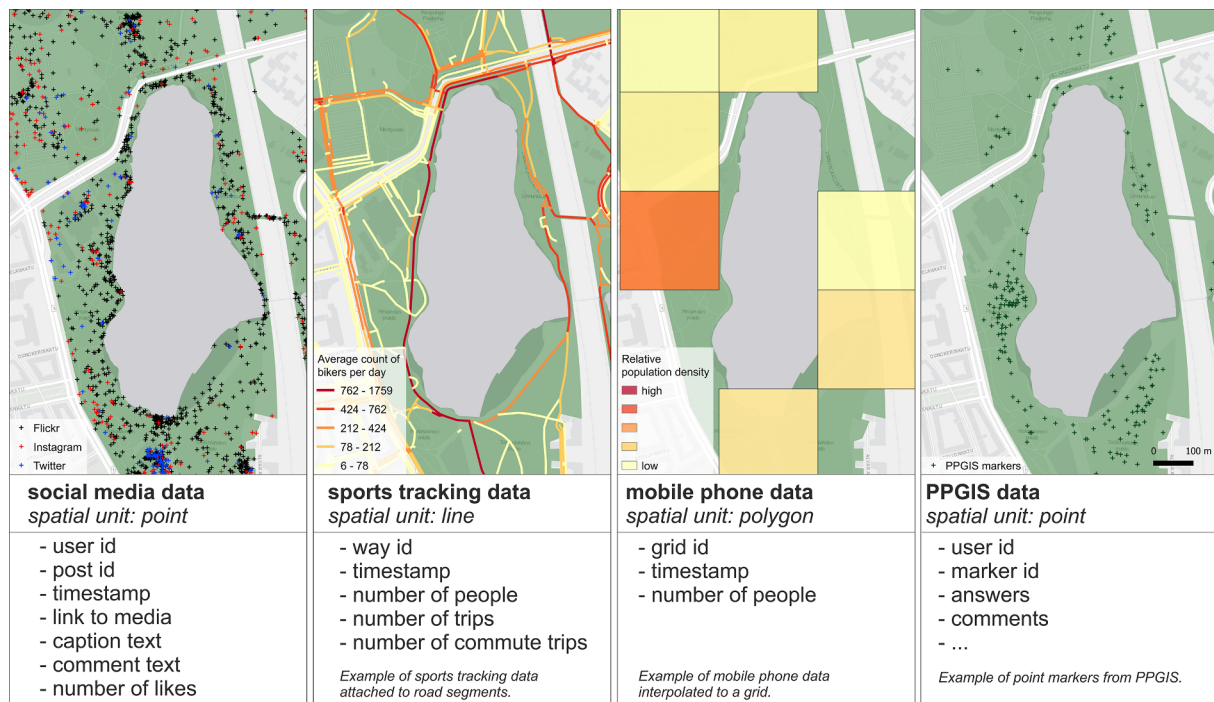 Flickr
Instagram
Twitter
social media data
spatial unit: point
- user id
- post id
- timestamp
- link to media
- caption text
- comment text
- number of likes
Average count of
bikers per day
762 - 1759
424 - 762
212 - 424
78 - 212
6 - 78
sports tracking data
spatial unit: line
- way id
- timestamp
- number of people
- number of trips
- number of commute trips
Example of sports tracking data
attached to road segments.
Relative
population density
high
low
mobile phone data
spatial unit: polygon
- grid id
- timestamp
- number of people
Example of mobile phone data
interpolated to a grid.
PPGIS markers
0 100 m
PPGIS data
spatial unit: point
- user id
- marker id
- answers
- comments
- ...
Example of point markers from PPGIS.